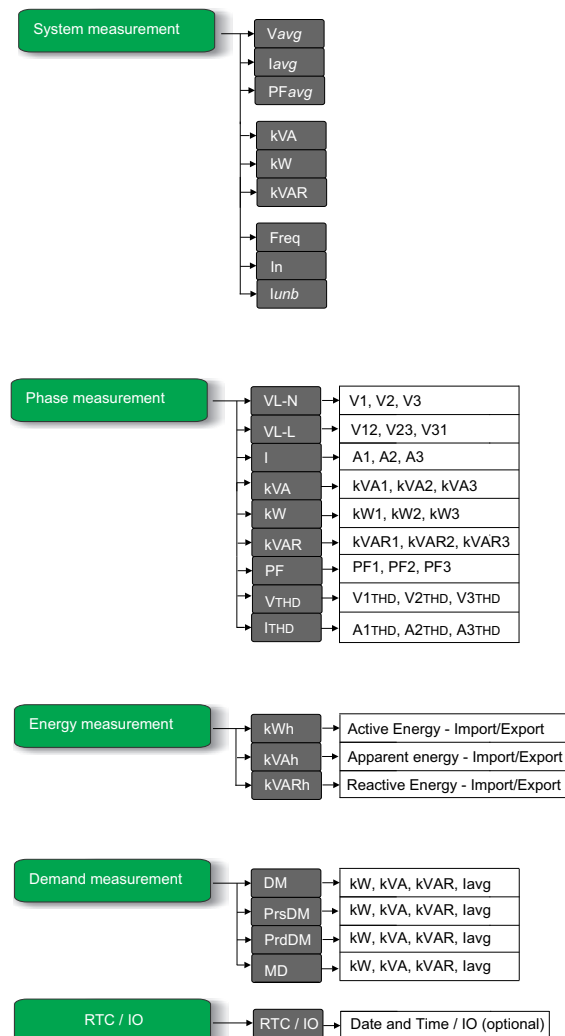 System measurement
Vavg
Iavg
PFavg
kVA
kW
kVAR
Freq
In
Iunb
Phase measurement
VL-N V1, V2, V3
VL-L V12, V23, V31
I A1, A2, A3
kVA kVA1, kVA2, kVA3
kW kW1, kW2, kW3
kVAR kVAR1, kVAR2, kVAR3
PF PF1, PF2, PF3
VTHD V1THD, V2THD, V3THD
ITHD A1THD, A2THD, A3THD
Energy measurement
kWh Active Energy - Import/Export
kVAh Apparent energy - Import/Export
kVARh Reactive Energy - Import/Export
Demand measurement
DM kW, kVA, kVAR, Iavg
PrsDM kW, kVA, kVAR, Iavg
PrdDM kW, kVA, kVAR, Iavg
MD kW, kVA, kVAR, Iavg
RTC / IO RTC / IO Date and Time / IO (optional)